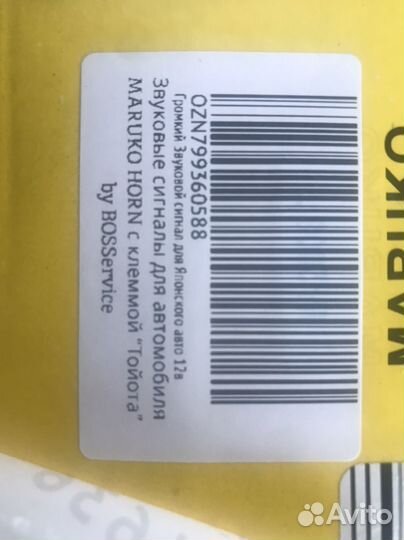 OZN799360588
Громкий Звуковой сигнал для Японского авто 12в
Звуковые сигналы для автомобиля
MARUKO HORN с клеммой "Тойота"
by BOSService
Avito